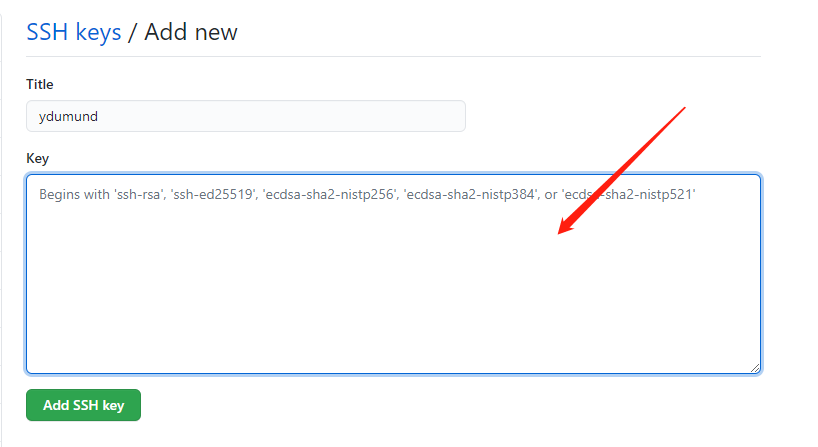 SSH keys / Add new
Title
ydumund
Key
Begins with 'ssh-rsa', 'ssh-ed25519', 'ecdsa-sha2-nistp256', 'ecdsa-sha2-nistp384', or 'ecdsa-sha2-nistp521'
Add SSH key